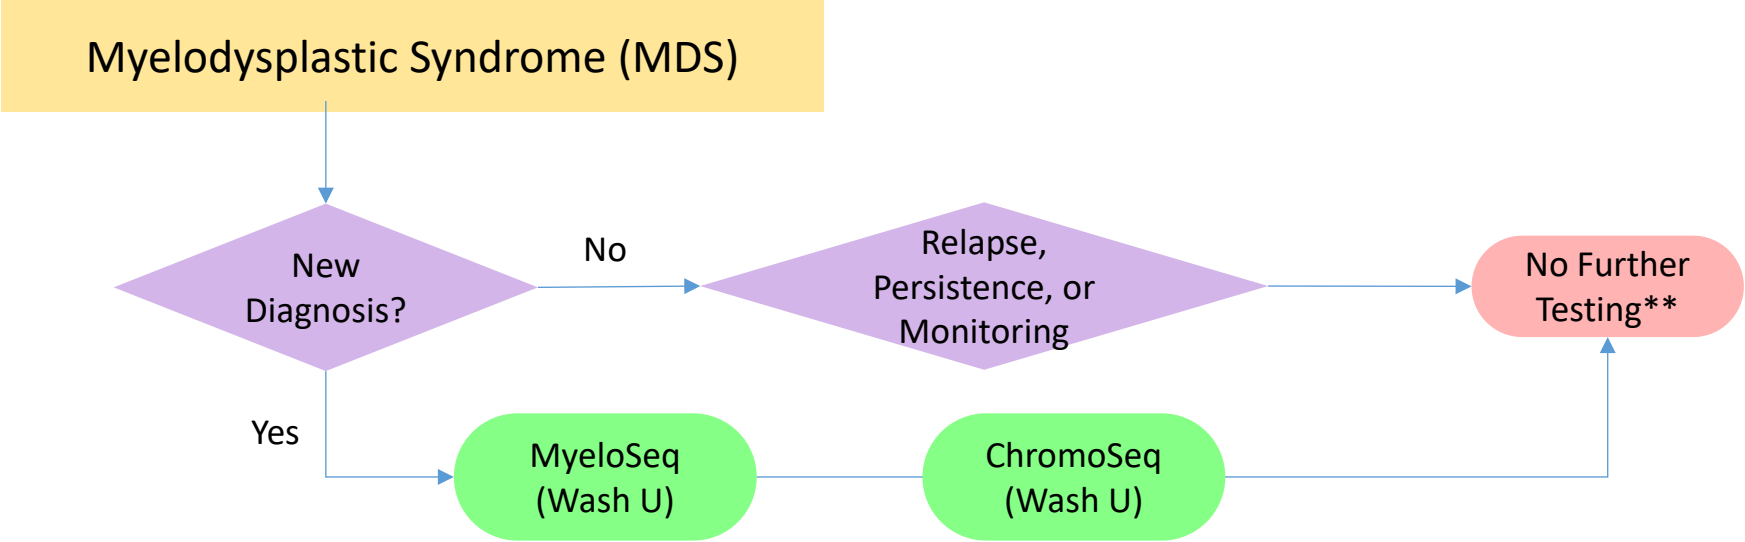 Myelodysplastic Syndrome (MDS)
New
Diagnosis?
No
Relapse,
Persistence, or
Monitoring
No Further
Testing**
Yes
MyeloSeq
(Wash U)
ChromoSeq
(Wash U)